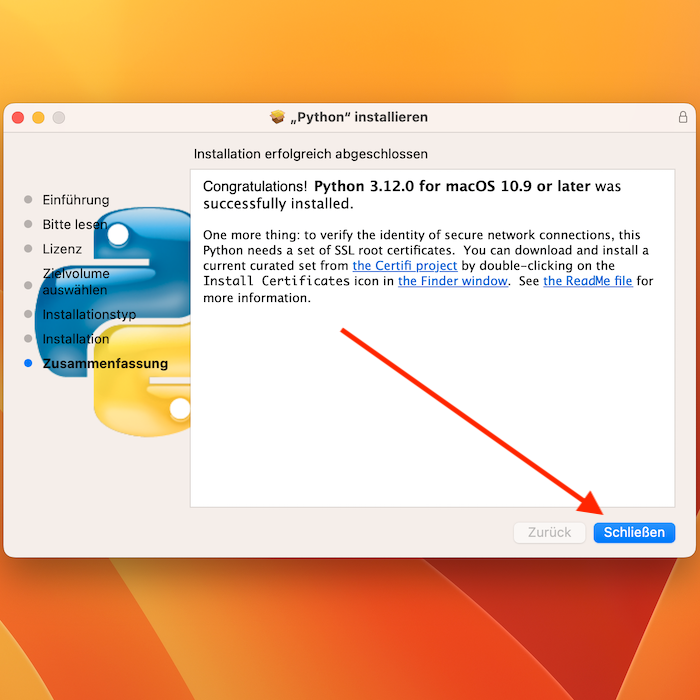 „Python“ installieren
Installation erfolgreich abgeschlossen
Einführung
Bitte lesen
Lizenz
Zielvolume
auswählen
Installationstyp
Installation
Zusammenfassung
Congratulations! Python 3.12.0 for macOS 10.9 or later was
successfully installed.
One more thing: to verify the identity of secure network connections, this
Python needs a set of SSL root certificates. You can download and install a
current curated set from the Certifi project by double-clicking on the
Install Certificates icon in the Finder window. See the ReadMe file for
more information.
Zurück
Schließen